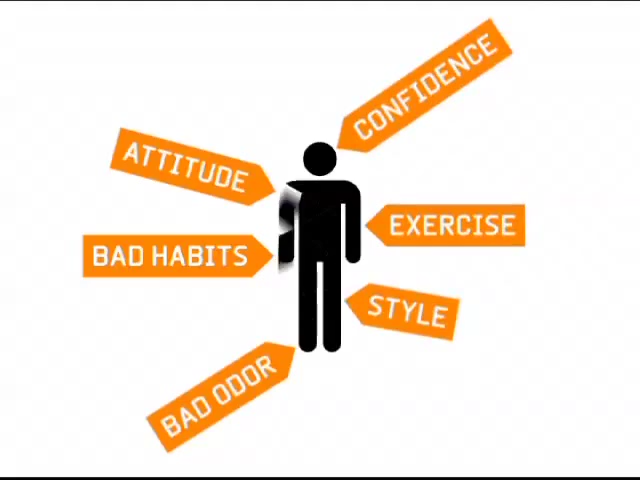 CONFIDENCE
ATTITUDE
EXERCISE
BAD HABITS
STYLE
BAD ODOR